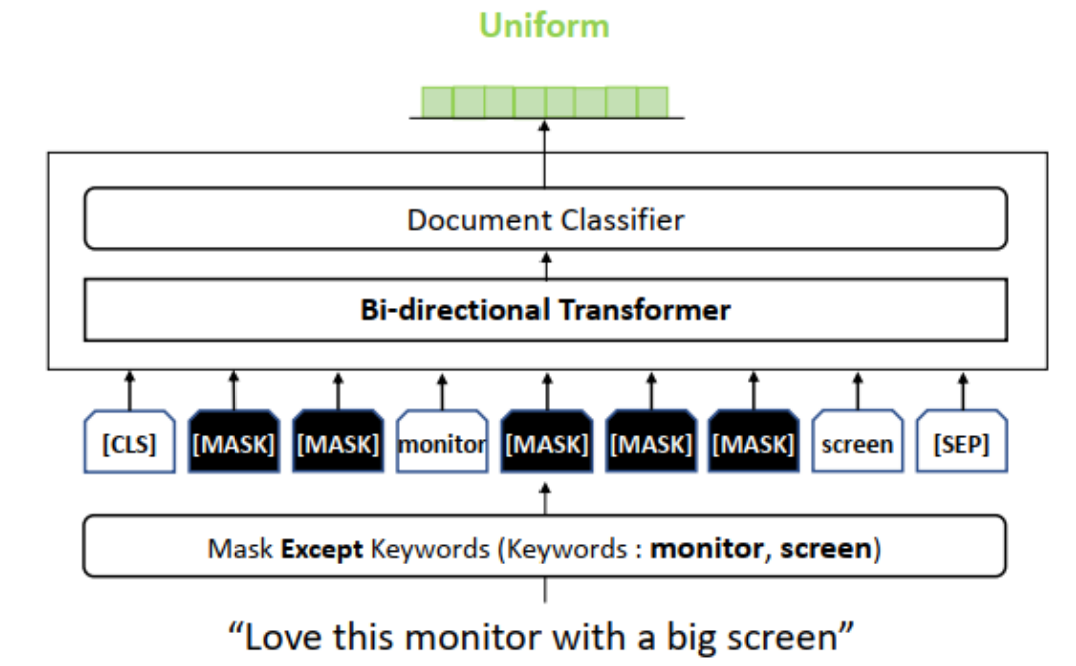 Uniform
Document Classifier
Bi-directional Transformer
[CLS] [MASK] [MASK] monitor [MASK] [MASK] [MASK] screen [SEP]
Mask Except Keywords (Keywords : monitor, screen)
“Love this monitor with a big screen”